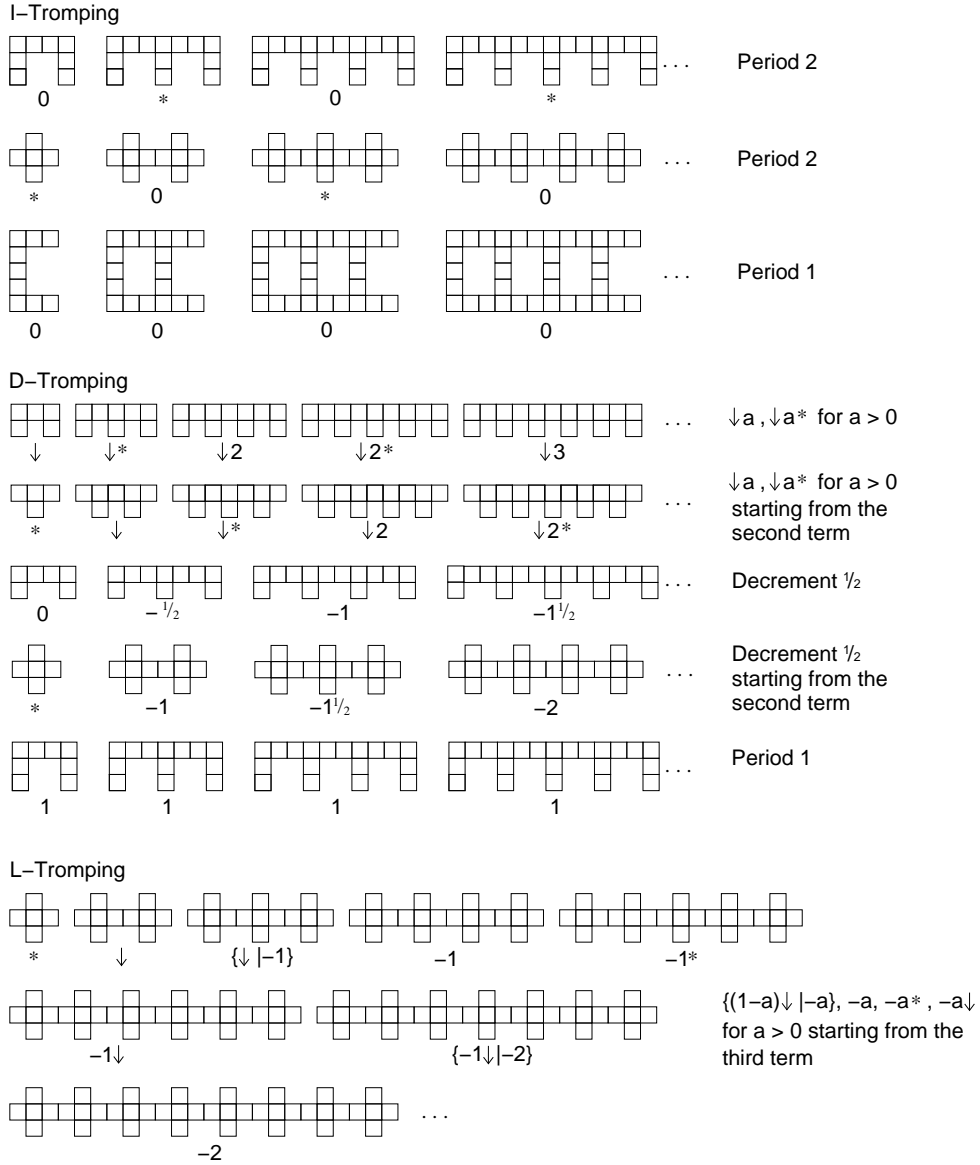 I–Tromping
. . . Period 2
0 * 0 *
. . . Period 2
* 0 * 0
. . . Period 1
0 0 0 0
D–Tromping
. . . ↓a , ↓a* for a > 0
↓ ↓* ↓2 ↓2* ↓3
. . . ↓a , ↓a* for a > 0
starting from the
second term
* ↓ ↓* ↓2 ↓2*
. . . Decrement ½
0 –½ –1 –1½
. . . Decrement ½
starting from the
second term
* –1 –1½ –2
. . . Period 1
1 1 1 1
L–Tromping
* ↓ {↓ |–1} –1 –1*
{(1–a)↓ |–a}, –a, –a* , –a↓
for a > 0 starting from the
third term
–1↓ {–1↓|–2}
. . .
–2